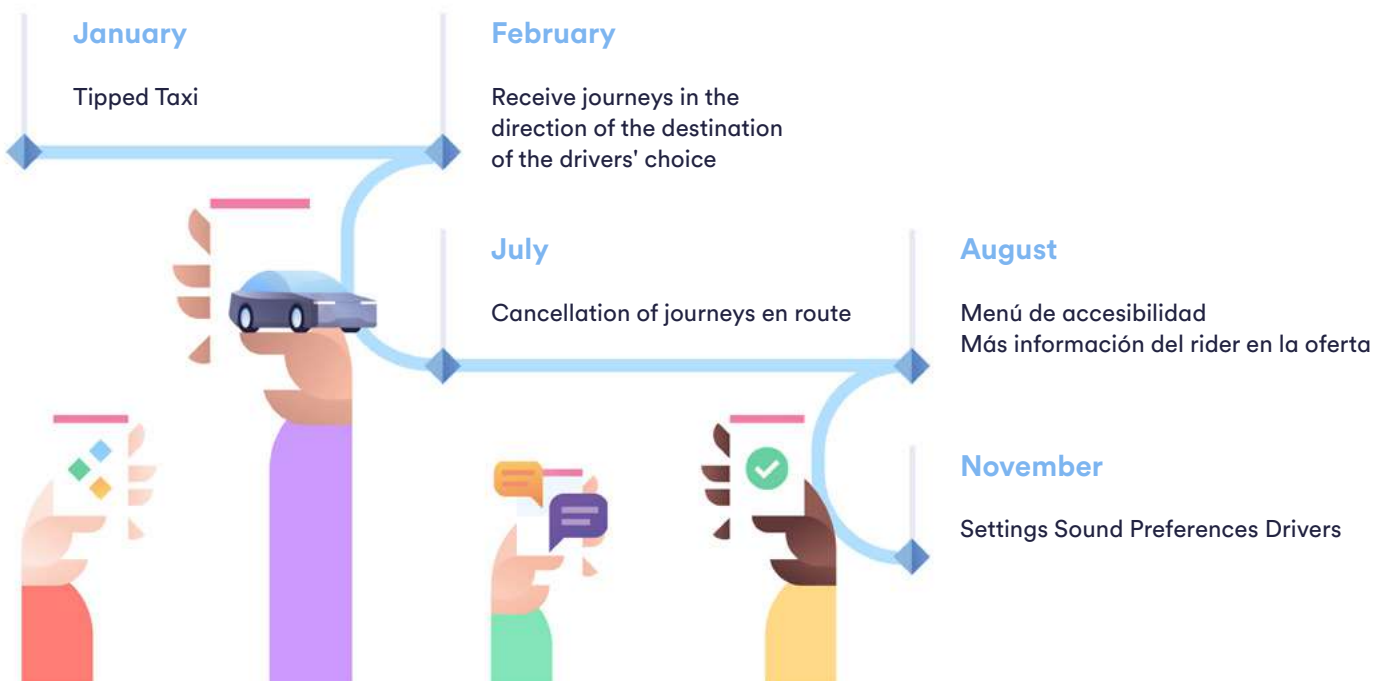 January
Tipped Taxi
February
Receive journeys in the
direction of the destination
of the drivers' choice
July
Cancellation of journeys en route
August
Menú de accesibilidad
Más información del rider en la oferta
November
Settings Sound Preferences Drivers